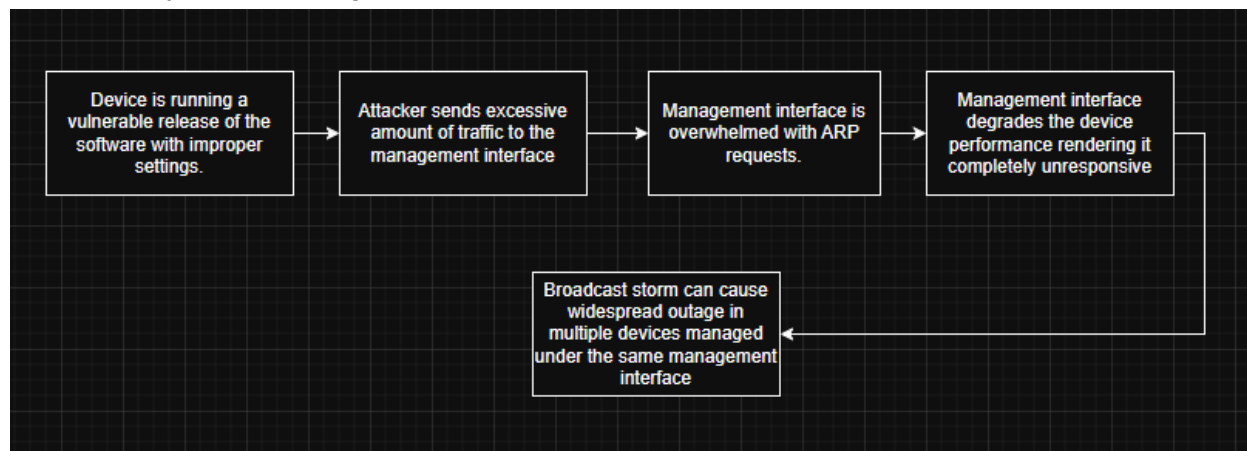 Device is running a
vulnerable release of the
software with improper
settings.
Attacker sends excessive
amount of traffic to the
management interface
Management interface is
overwhelmed with ARP
requests.
Management interface
degrades the device
performance rendering it
completely unresponsive
Broadcast storm can cause
widespread outage in
multiple devices managed
under the same management
interface